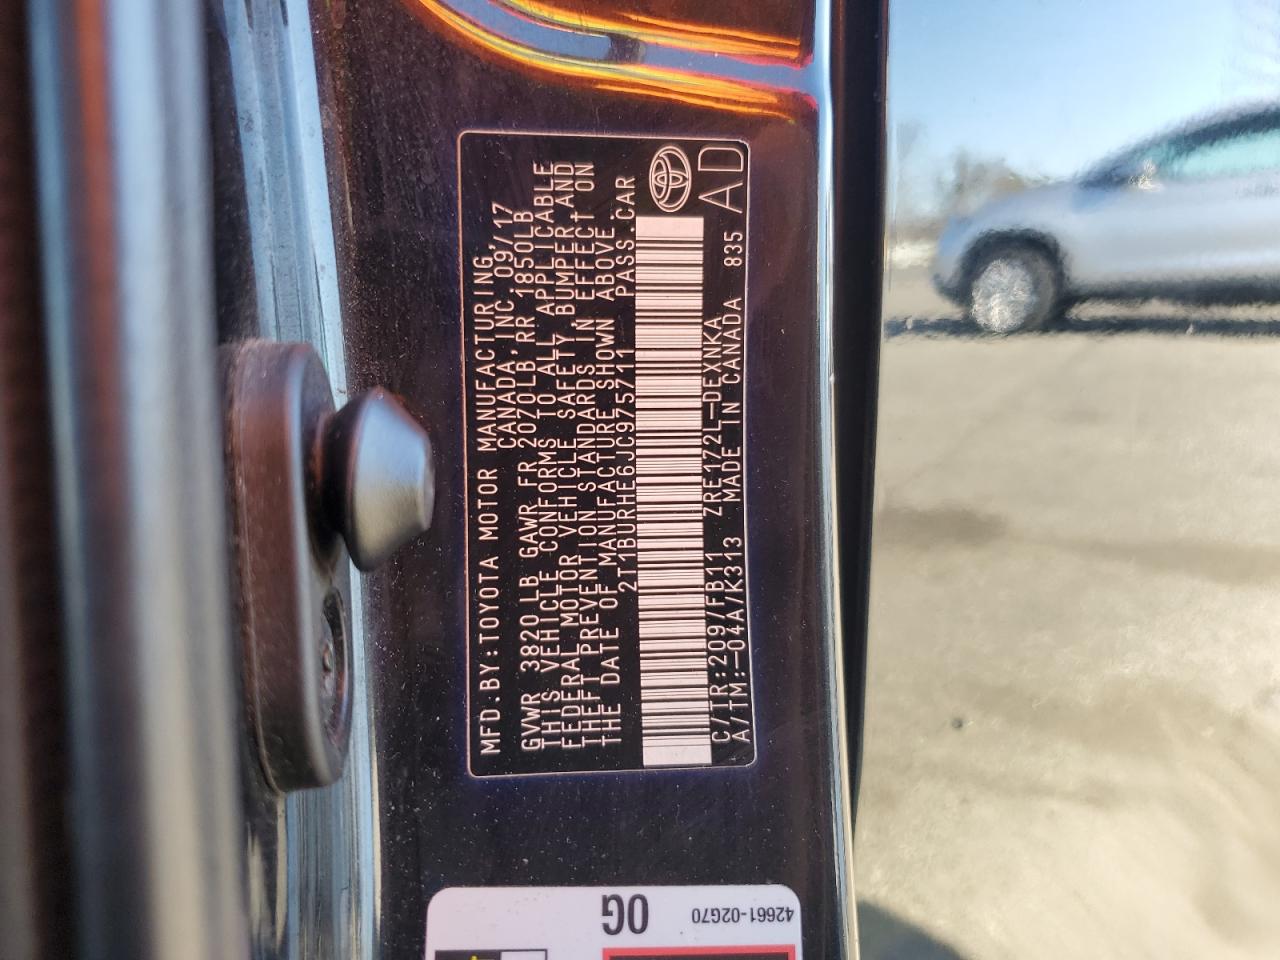 MFD.BY:TOYOTA MOTOR MANUFACTURING,
CANADA, INC. 09/17
GVWR 3820LB GAWR FR 2070LB RR 1850LB
THIS VEHICLE CONFORMS TO ALL APPLICABLE
FEDERAL MOTOR VEHICLE SAFETY, BUMPER, AND
THEFT PREVENTION STANDARDS IN EFFECT ON
THE DATE OF MANUFACTURE SHOWN ABOVE.
2T1BURHE6JC975711 PASS.CAR
C/TR:209/FB11 ZRE172L-DEXNKA 835
A/TM:-04A/K313 MADE IN CANADA AD
42661-02G70
0G